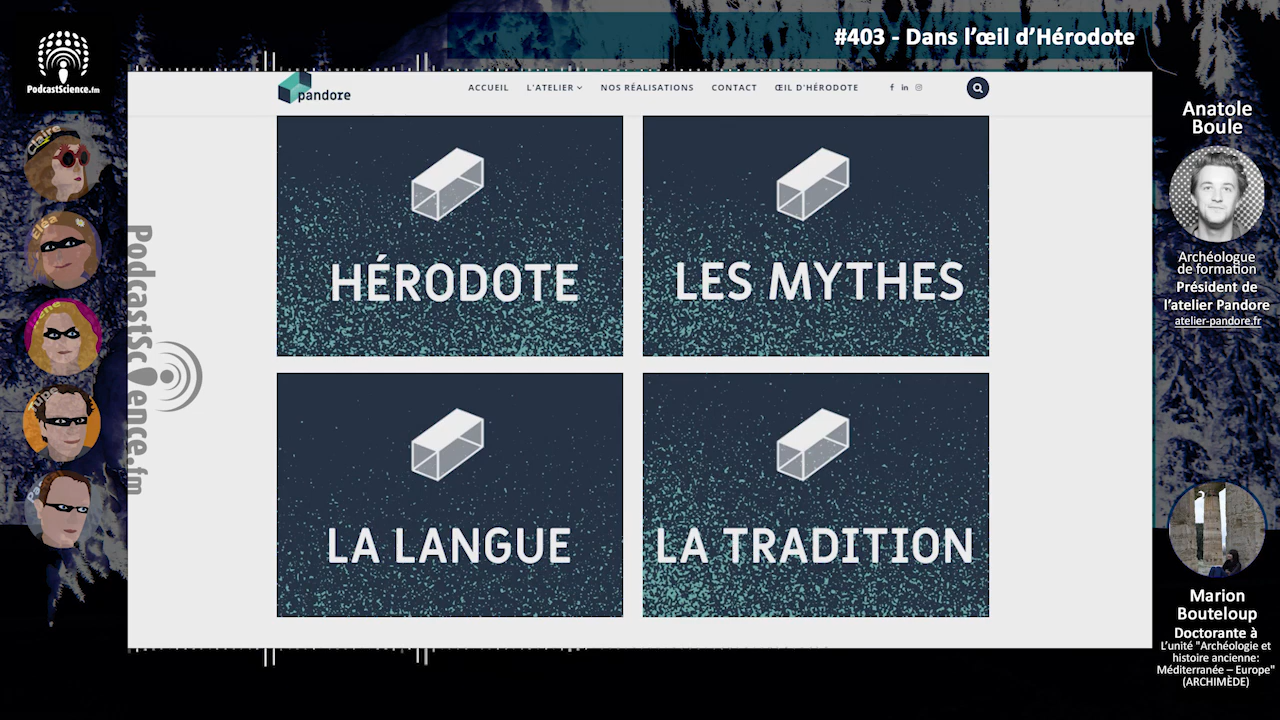 #403 - Dans l’œil d’Hérodote
PodcastScience.fm
pandore
ACCUEIL
L'ATELIER
NOS RÉALISATIONS
CONTACT
ŒIL D'HÉRODOTE
f in
HÉRODOTE
LES MYTHES
LA LANGUE
LA TRADITION
Claire
Eléa
PodcastScience.fm
Anatole
Boule
Archéologue
de formation
Président de
l’atelier Pandore
atelier-pandore.fr
Marion
Bouteloup
Doctorante à
L’unité "Archéologie et
histoire ancienne:
Méditerranée – Europe"
(ARCHIMÈDE)